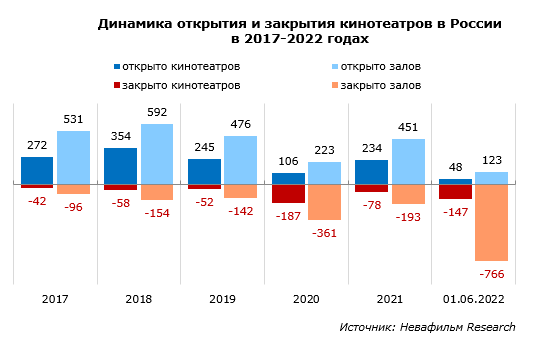 Динамика открытия и закрытия кинотеатров в России
в 2017-2022 годах
открыто кинотеатров открыто залов
закрыто кинотеатров закрыто залов
272 531 354 592 245 476 106 223 234 451 48 123
-42 -96 -58 -154 -52 -142 -187 -361 -78 -193 -147 -766
2017 2018 2019 2020 2021 01.06.2022
Источник: Невафильм Research